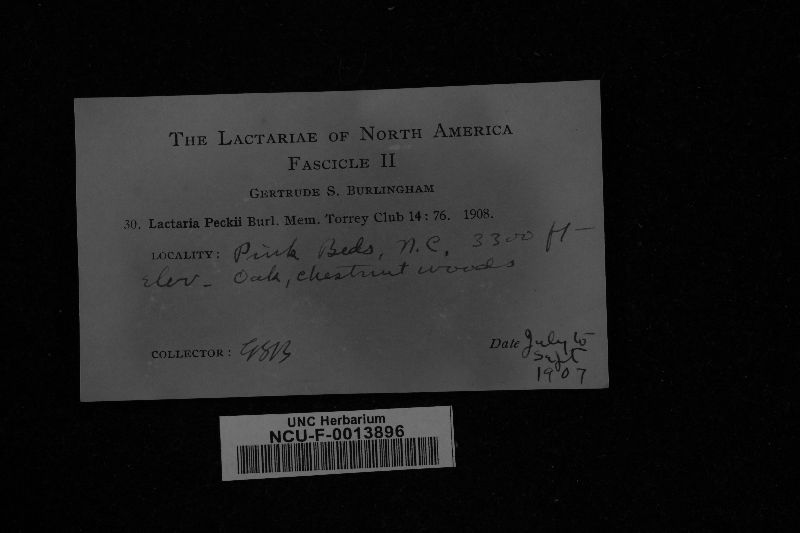 The Lactariae of North America
Fascicle II
Gertrude S. Burlingham
30. Lactaria Peckii Burl. Mem. Torrey Club 14 : 76. 1908.
Locality: Pink Beds, N.C. 3300 ft-
elev- Oak, chestnut woods
Collector: GSB
Date July to
Sept
1907
UNC Herbarium
NCU-F-0013896